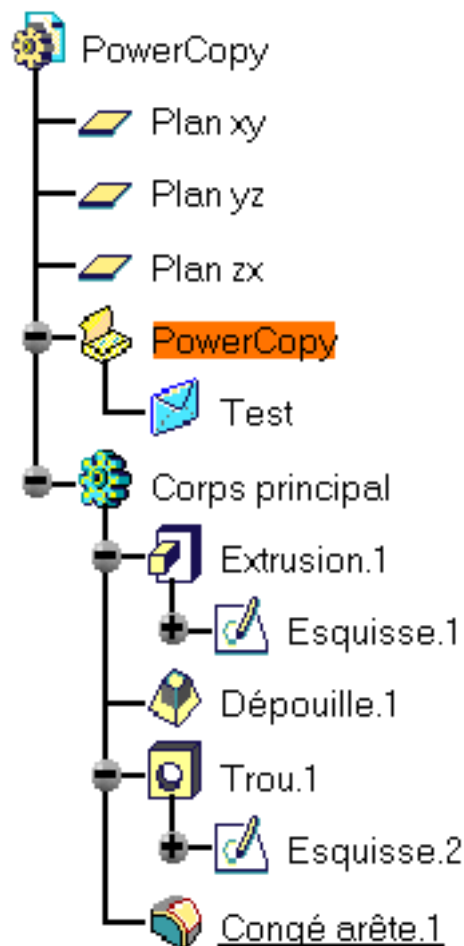 PowerCopy
Plan xy
Plan yz
Plan zx
PowerCopy
Test
Corps principal
Extrusion.1
Esquisse.1
Dépouille.1
Trou.1
Esquisse.2
Congé arête.1